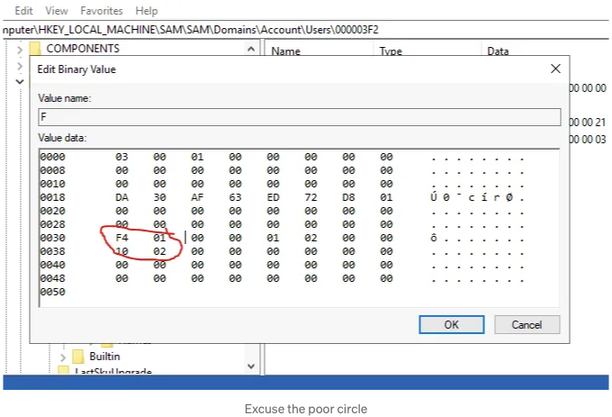 Edit View Favorites Help
nputer\HKEY_LOCAL_MACHINE\SAM\SAM\Domains\Account\Users\000003F2
COMPONENTS
Name Type Data
Edit Binary Value
Value name:
00 00 00
F
00 00 21
Value data:
00 00 03
0000 03 00 01 00 00 00 00 00 . . . . . . . .
0008 00 00 00 00 00 00 00 00 . . . . . . . .
0010 00 00 00 00 00 00 00 00 . . . . . . . .
0018 DA 30 AF 63 ED 72 D8 01 Ú 0 ¯ c í r Ø .
0020 00 00 00 00 00 00 00 00 . . . . . . . .
0028 00 00 00 00 00 00 00 00 . . . . . . . .
0030 F4 01 00 00 01 02 00 00 ô . . . . . . .
0038 10 02 00 00 00 00 00 00 . . . . . . . .
0040 00 00 00 00 00 00 00 00 . . . . . . . .
0048 00 00 00 00 00 00 00 00 . . . . . . . .
0050
OK Cancel
Builtin
LastSkuUpgrade
Excuse the poor circle